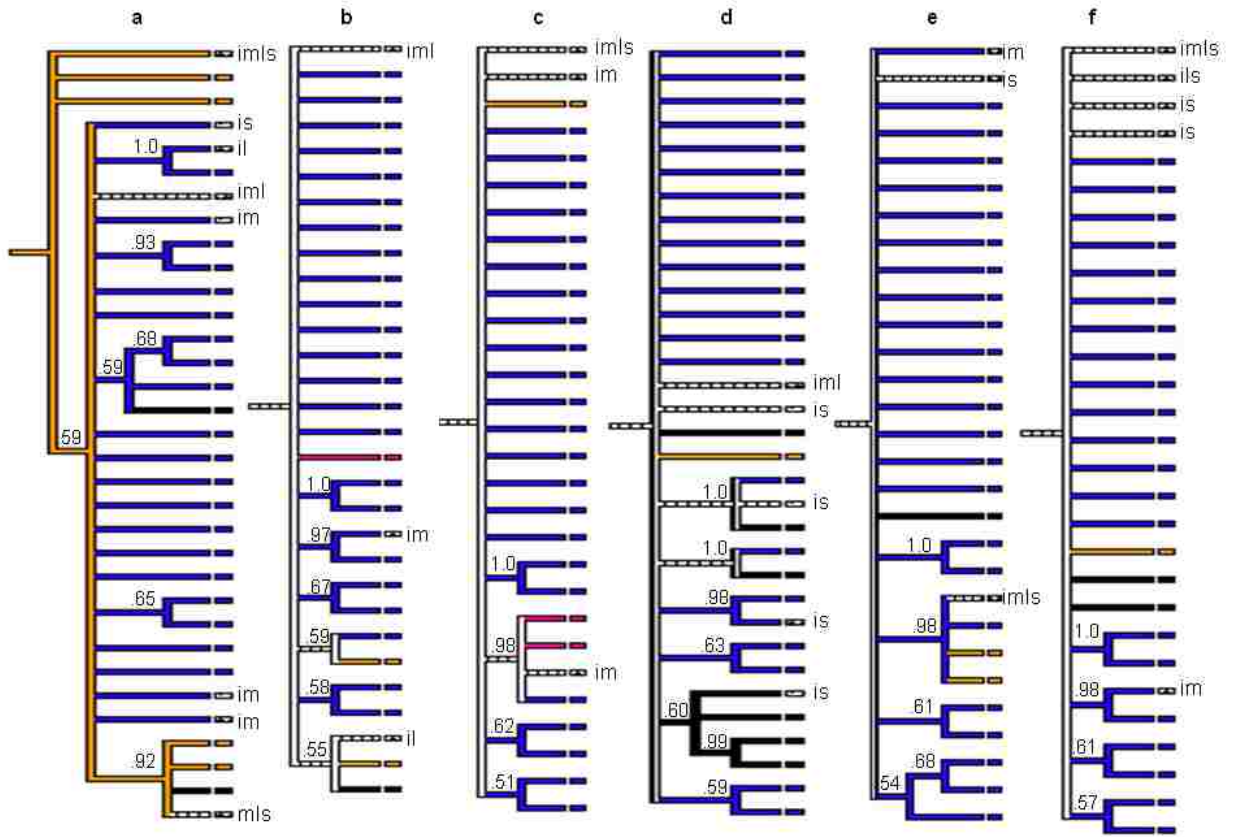 a b c d e f
imls
is
1.0 il
iml
im
.93
.68
.59
.59
.65
im
im
.92
mls
iml
1.0
.97 im
.67
.59
.58
il
.55
imls
im
1.0
.98
im
.62
.51
iml
is
1.0 is
1.0
.98
is
.63
is
.60
.99
.59
im
is
1.0
imls
.98
.61
.68
.54
imls
ils
is
is
1.0
.98 im
.61
.57